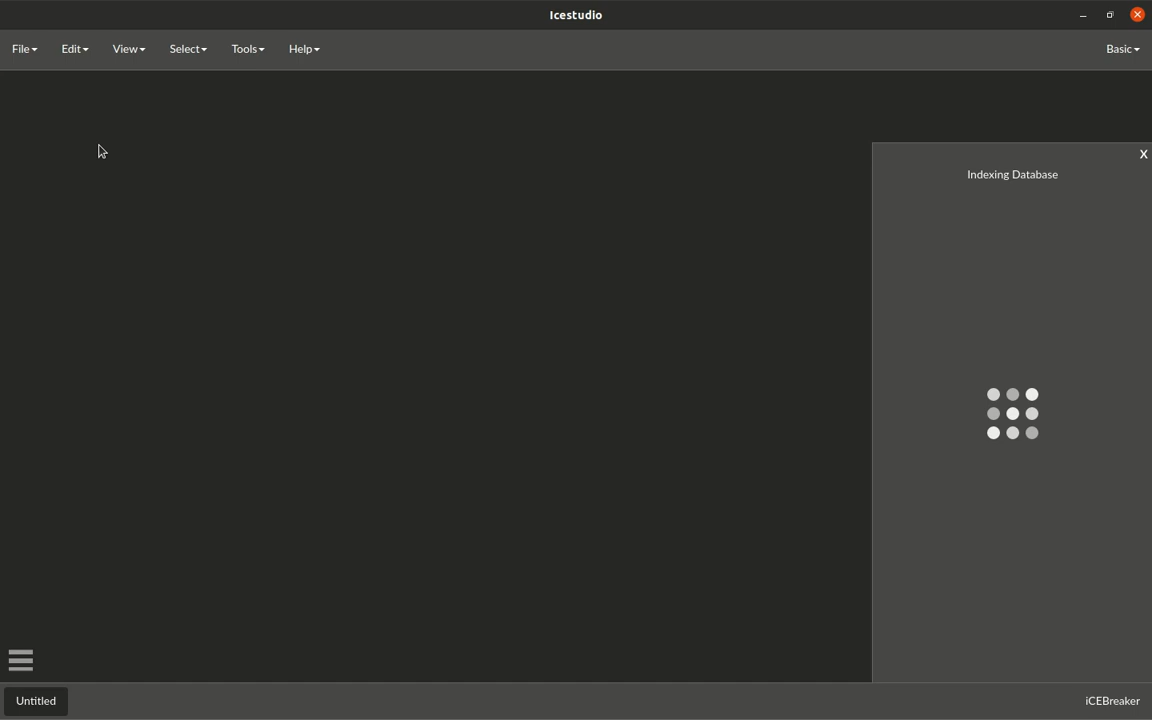 Icestudio
File Edit View Select Tools Help Basic
X
Indexing Database
Untitled iCEBreaker